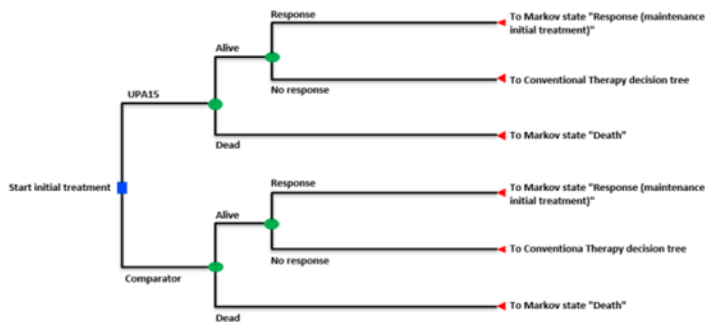 Response
To Markov state "Response (maintenance
initial treatment)"
Alive
To Conventional Therapy decision tree
No response
UPA15
Dead
To Markov state "Death"
Start initial treatment
Response
To Markov state "Response (maintenance
initial treatment)"
Alive
To Conventiona Therapy decision tree
No response
Comparator
Dead
To Markov state "Death"